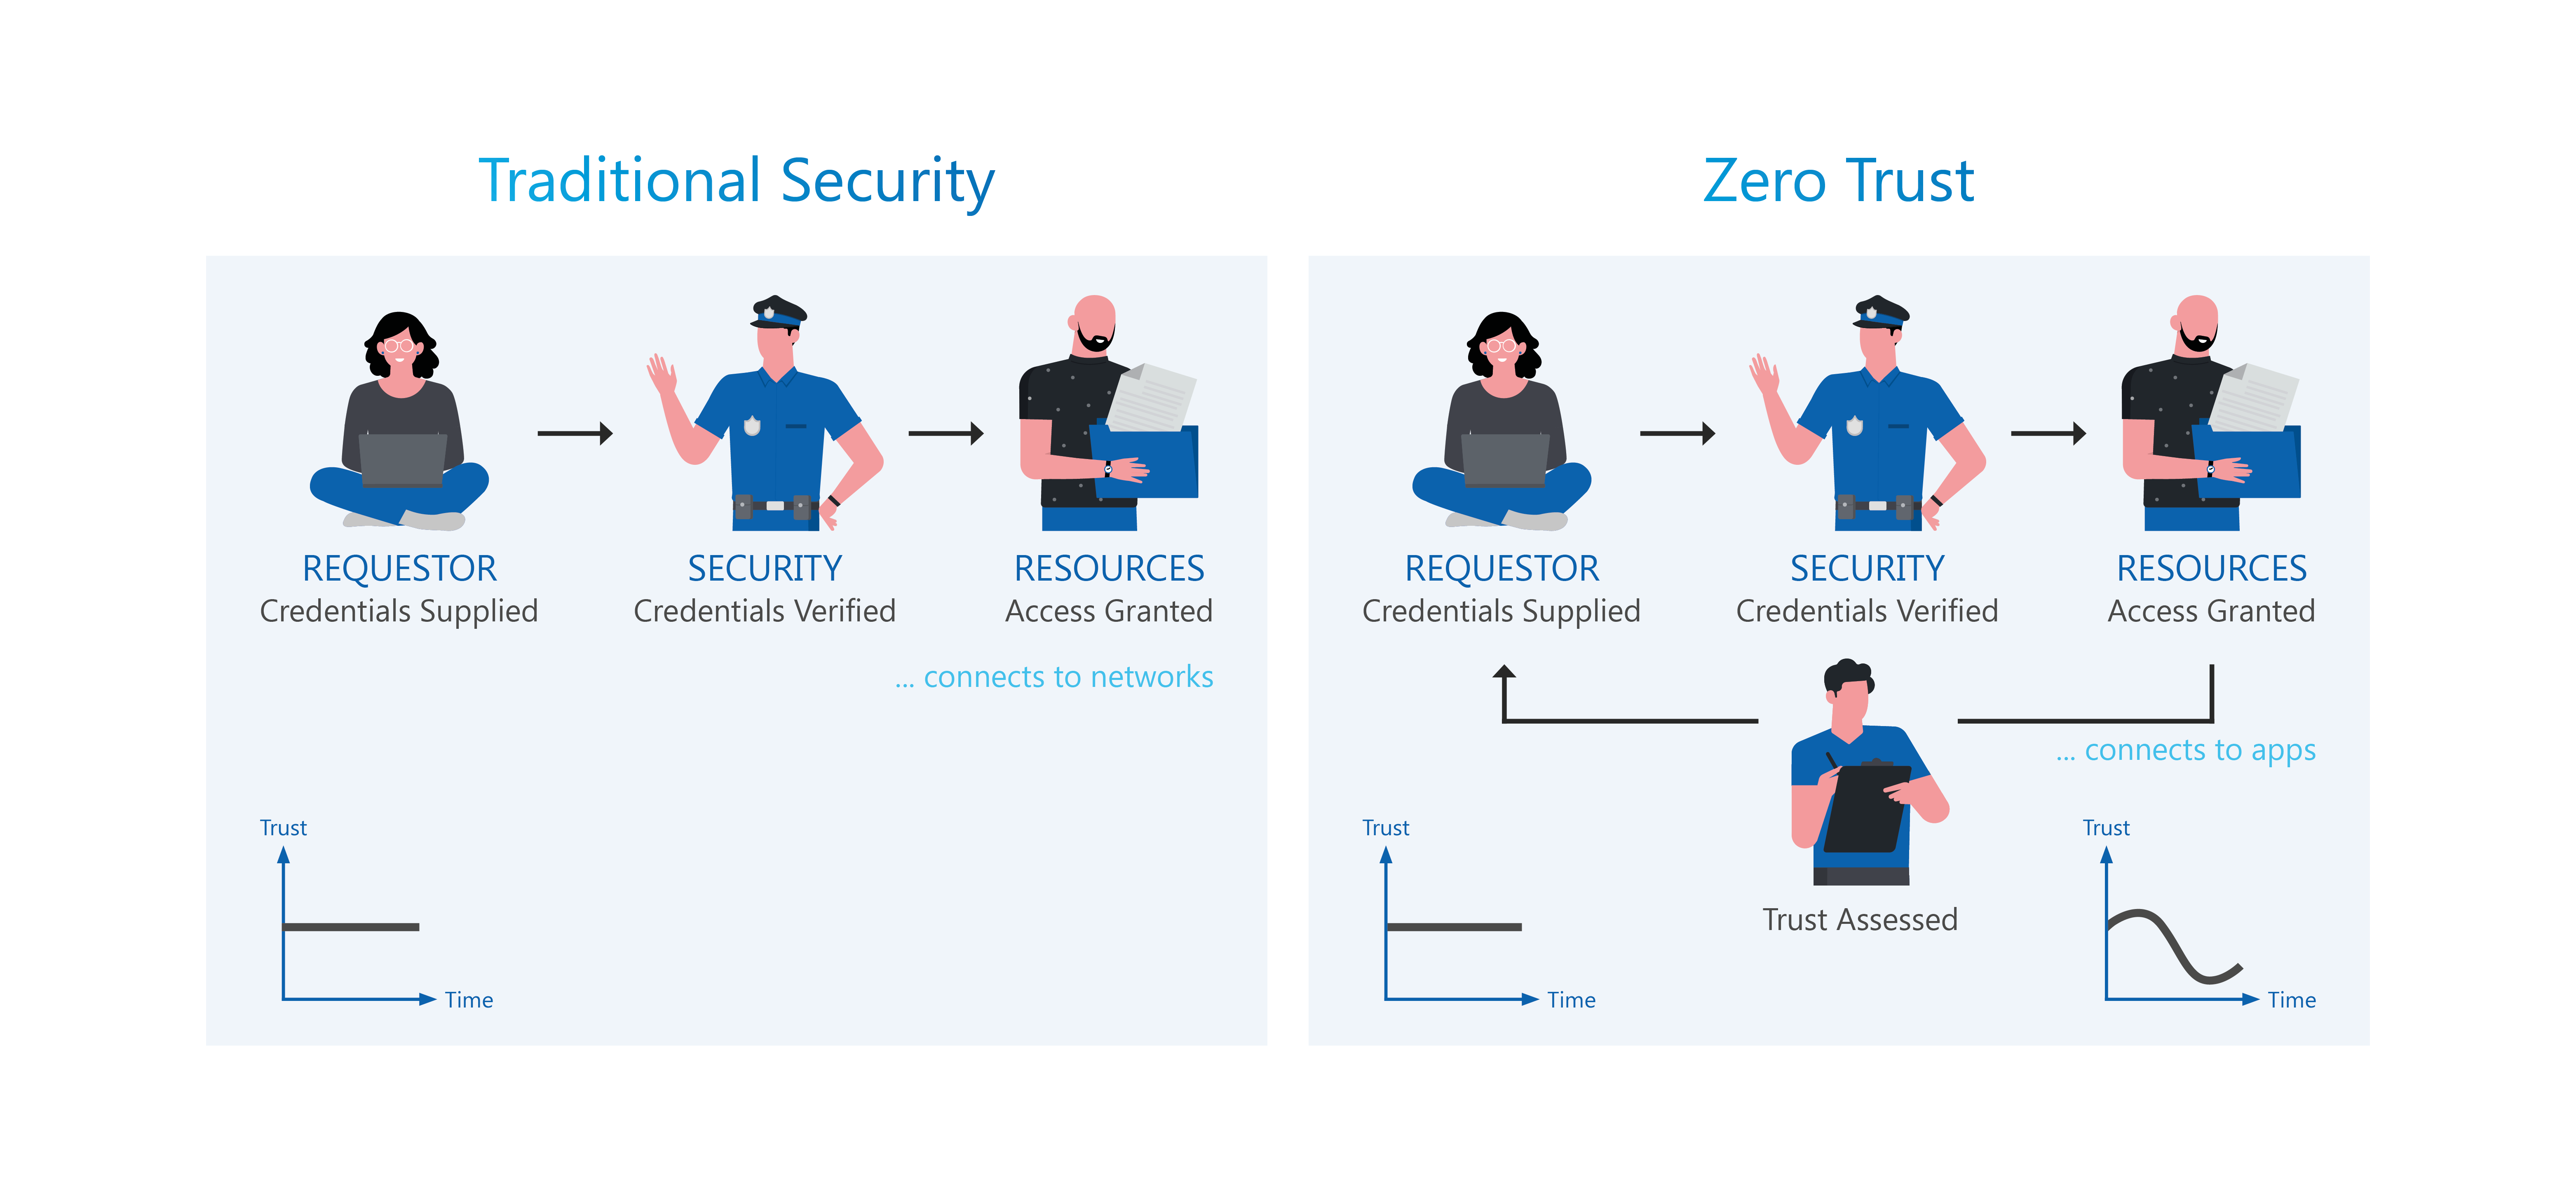 Traditional Security
REQUESTOR
Credentials Supplied
SECURITY
Credentials Verified
RESOURCES
Access Granted
... connects to networks
Trust
Time
Zero Trust
REQUESTOR
Credentials Supplied
SECURITY
Credentials Verified
RESOURCES
Access Granted
... connects to apps
Trust
Time
Trust Assessed
Trust
Time